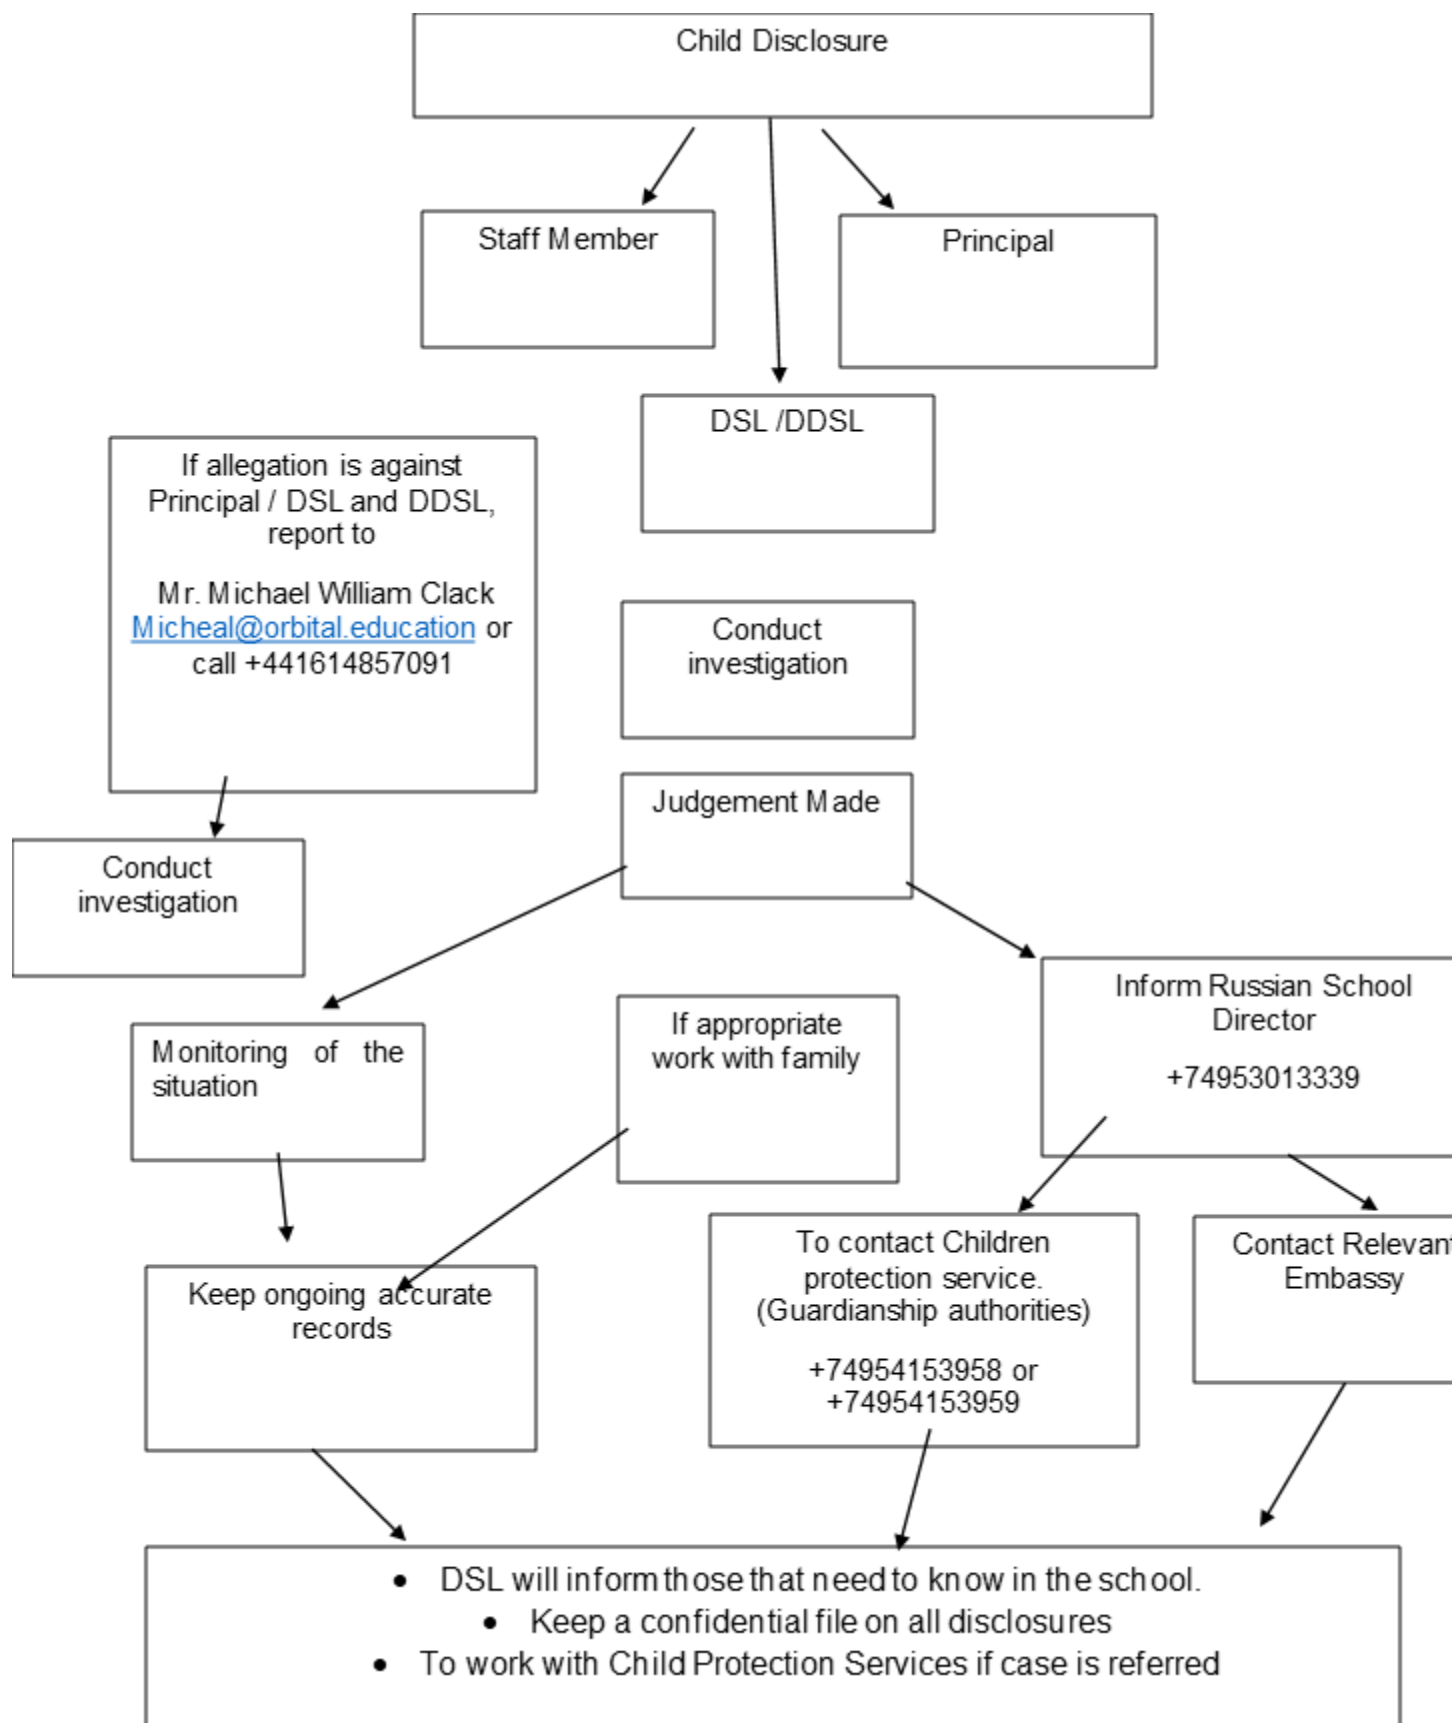 Child Disclosure
Staff Member
Principal
DSL /DDSL
If allegation is against
Principal / DSL and DDSL,
report to
Mr. Michael William Clack
Micheal@orbital.education or
call +441614857091
Conduct
investigation
Judgement Made
Conduct
investigation
Inform Russian School
Director
+74953013339
If appropriate
work with family
Monitoring of the
situation
To contact Children
protection service.
(Guardianship authorities)
+74954153958 or
+74954153959
Contact Relevant
Embassy
Keep ongoing accurate
records
• DSL will inform those that need to know in the school.
• Keep a confidential file on all disclosures
• To work with Child Protection Services if case is referred